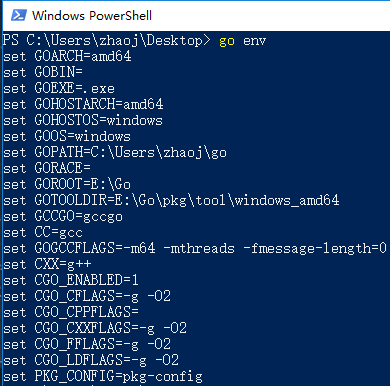 Windows PowerShell
PS C:\Users\zhaoj\Desktop> go env
set GOARCH=amd64
set GOBIN=
set GOEXE=.exe
set GOHOSTARCH=amd64
set GOHOSTOS=windows
set GOOS=windows
set GOPATH=C:\Users\zhaoj\go
set GORACE=
set GOROOT=E:\Go
set GOTOOLDIR=E:\Go\pkg\tool\windows_amd64
set GCCGO=gccgo
set CC=gcc
set GOGCCFLAGS=-m64 -mthreads -fmessage-length=0
set CXX=g++
set CGO_ENABLED=1
set CGO_CFLAGS=-g -O2
set CGO_CPPFLAGS=
set CGO_CXXFLAGS=-g -O2
set CGO_FFLAGS=-g -O2
set CGO_LDFLAGS=-g -O2
set PKG_CONFIG=pkg-config